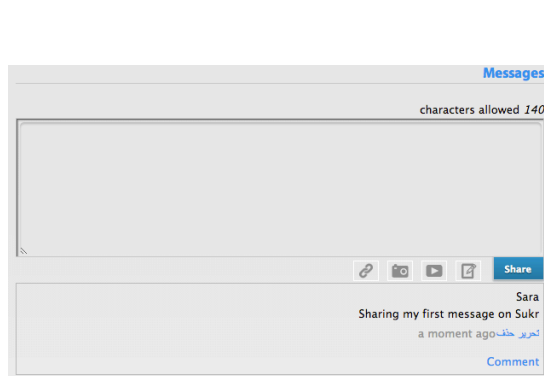 Messages
characters allowed 140
Share
Sara
Sharing my first message on Sukr
a moment ago تحرير حذف
Comment